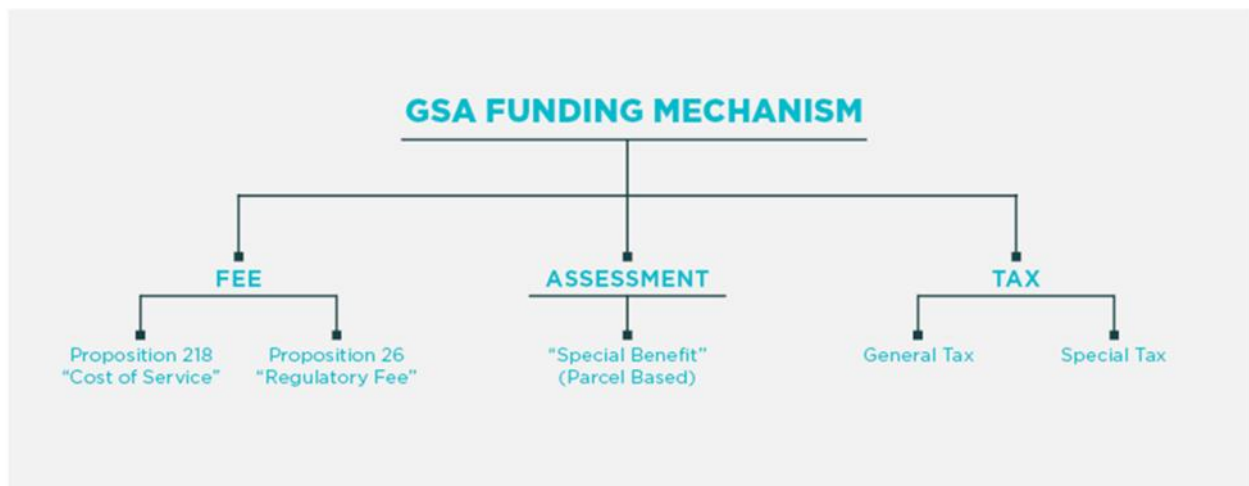 GSA FUNDING MECHANISM
FEE
ASSESSMENT
TAX
Proposition 218
“Cost of Service”
Proposition 26
“Regulatory Fee”
“Special Benefit”
(Parcel Based)
General Tax
Special Tax